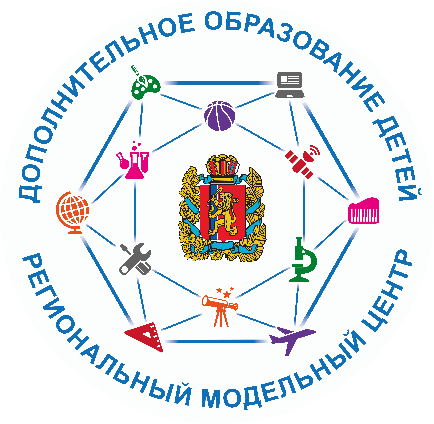 ДОПОЛНИТЕЛЬНОЕ ОБРАЗОВАНИЕ ДЕТЕЙ
РЕГИОНАЛЬНЫЙ МОДЕЛЬНЫЙ ЦЕНТР